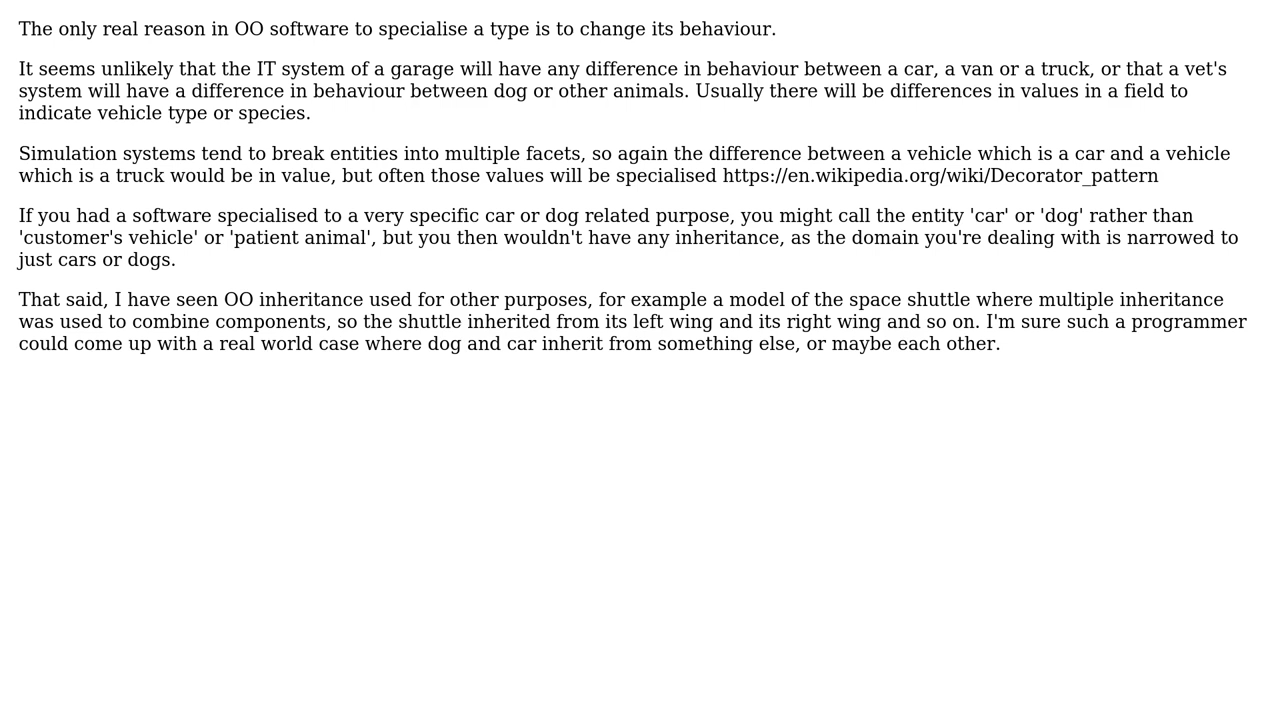 The only real reason in OO software to specialise a type is to change its behaviour.
It seems unlikely that the IT system of a garage will have any difference in behaviour between a car, a van or a truck, or that a vet's
system will have a difference in behaviour between dog or other animals. Usually there will be differences in values in a field to
indicate vehicle type or species.
Simulation systems tend to break entities into multiple facets, so again the difference between a vehicle which is a car and a vehicle
which is a truck would be in value, but often those values will be specialised https://en.wikipedia.org/wiki/Decorator_pattern
If you had a software specialised to a very specific car or dog related purpose, you might call the entity 'car' or 'dog' rather than
'customer's vehicle' or 'patient animal', but you then wouldn't have any inheritance, as the domain you're dealing with is narrowed to
just cars or dogs.
That said, I have seen OO inheritance used for other purposes, for example a model of the space shuttle where multiple inheritance
was used to combine components, so the shuttle inherited from its left wing and its right wing and so on. I'm sure such a programmer
could come up with a real world case where dog and car inherit from something else, or maybe each other.